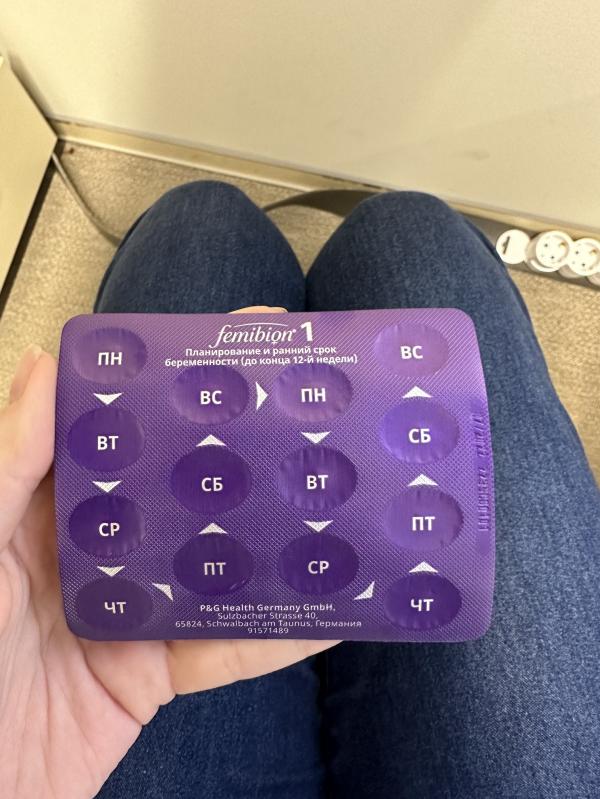 femibion® 1
Планирование и ранний срок
беременности (до конца 12-й недели)
ПН
ВТ
СР
ЧТ
ПТ
СБ
ВС
ПН
ВТ
СР
ЧТ
ПТ
СБ
ВС
P&G Health Germany GmbH,
Sulzbacher Strasse 40,
65824, Schwalbach am Taunus, Германия
91571489